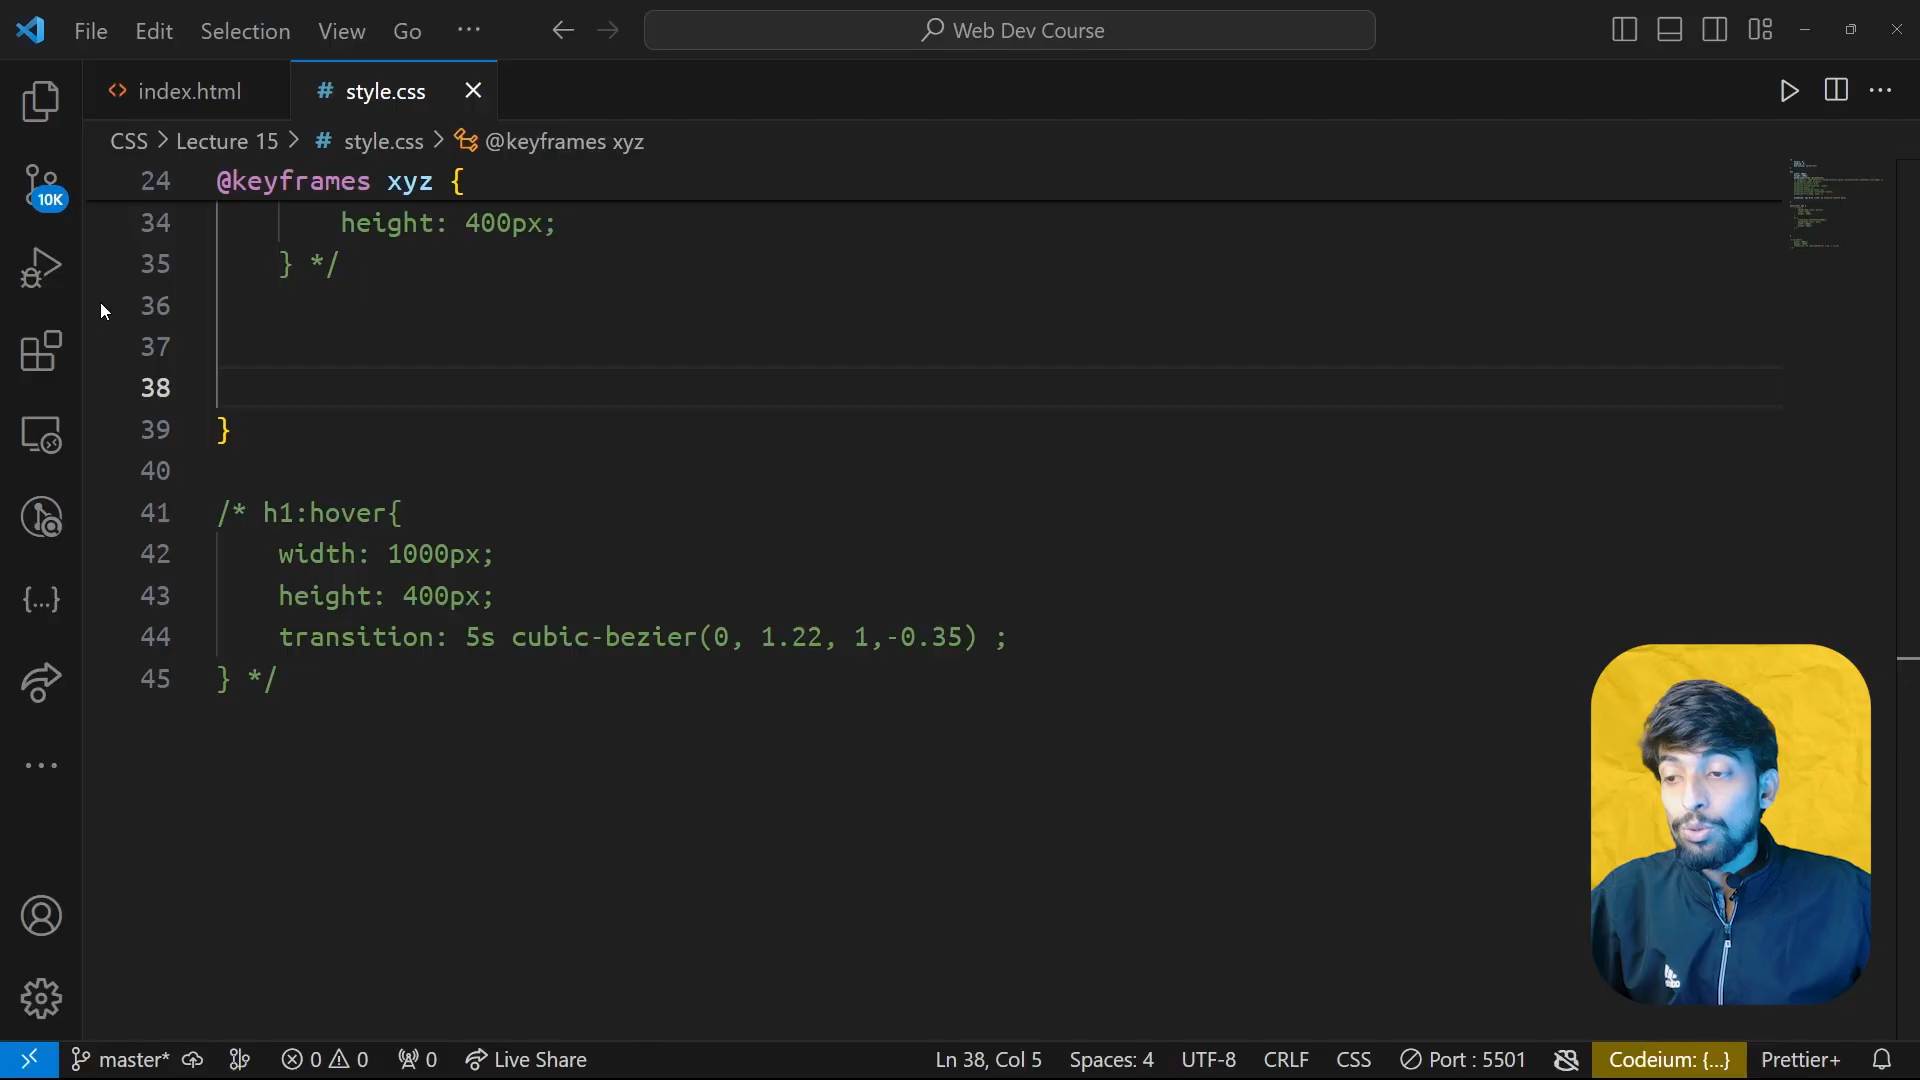 File Edit Selection View Go ··· Web Dev Course
index.html # style.css
CSS > Lecture 15 > # style.css > @keyframes xyz
24 @keyframes xyz {
34 height: 400px;
35 } */
36
37
38
39 }
40
41 /* h1:hover{
42 width: 1000px;
43 height: 400px;
44 transition: 5s cubic-bezier(0, 1.22, 1,-0.35) ;
45 } */
10K
{...}
master* 0 0 0 Live Share Ln 38, Col 5 Spaces: 4 UTF-8 CRLF CSS Port : 5501 Codeium: {...} Prettier+